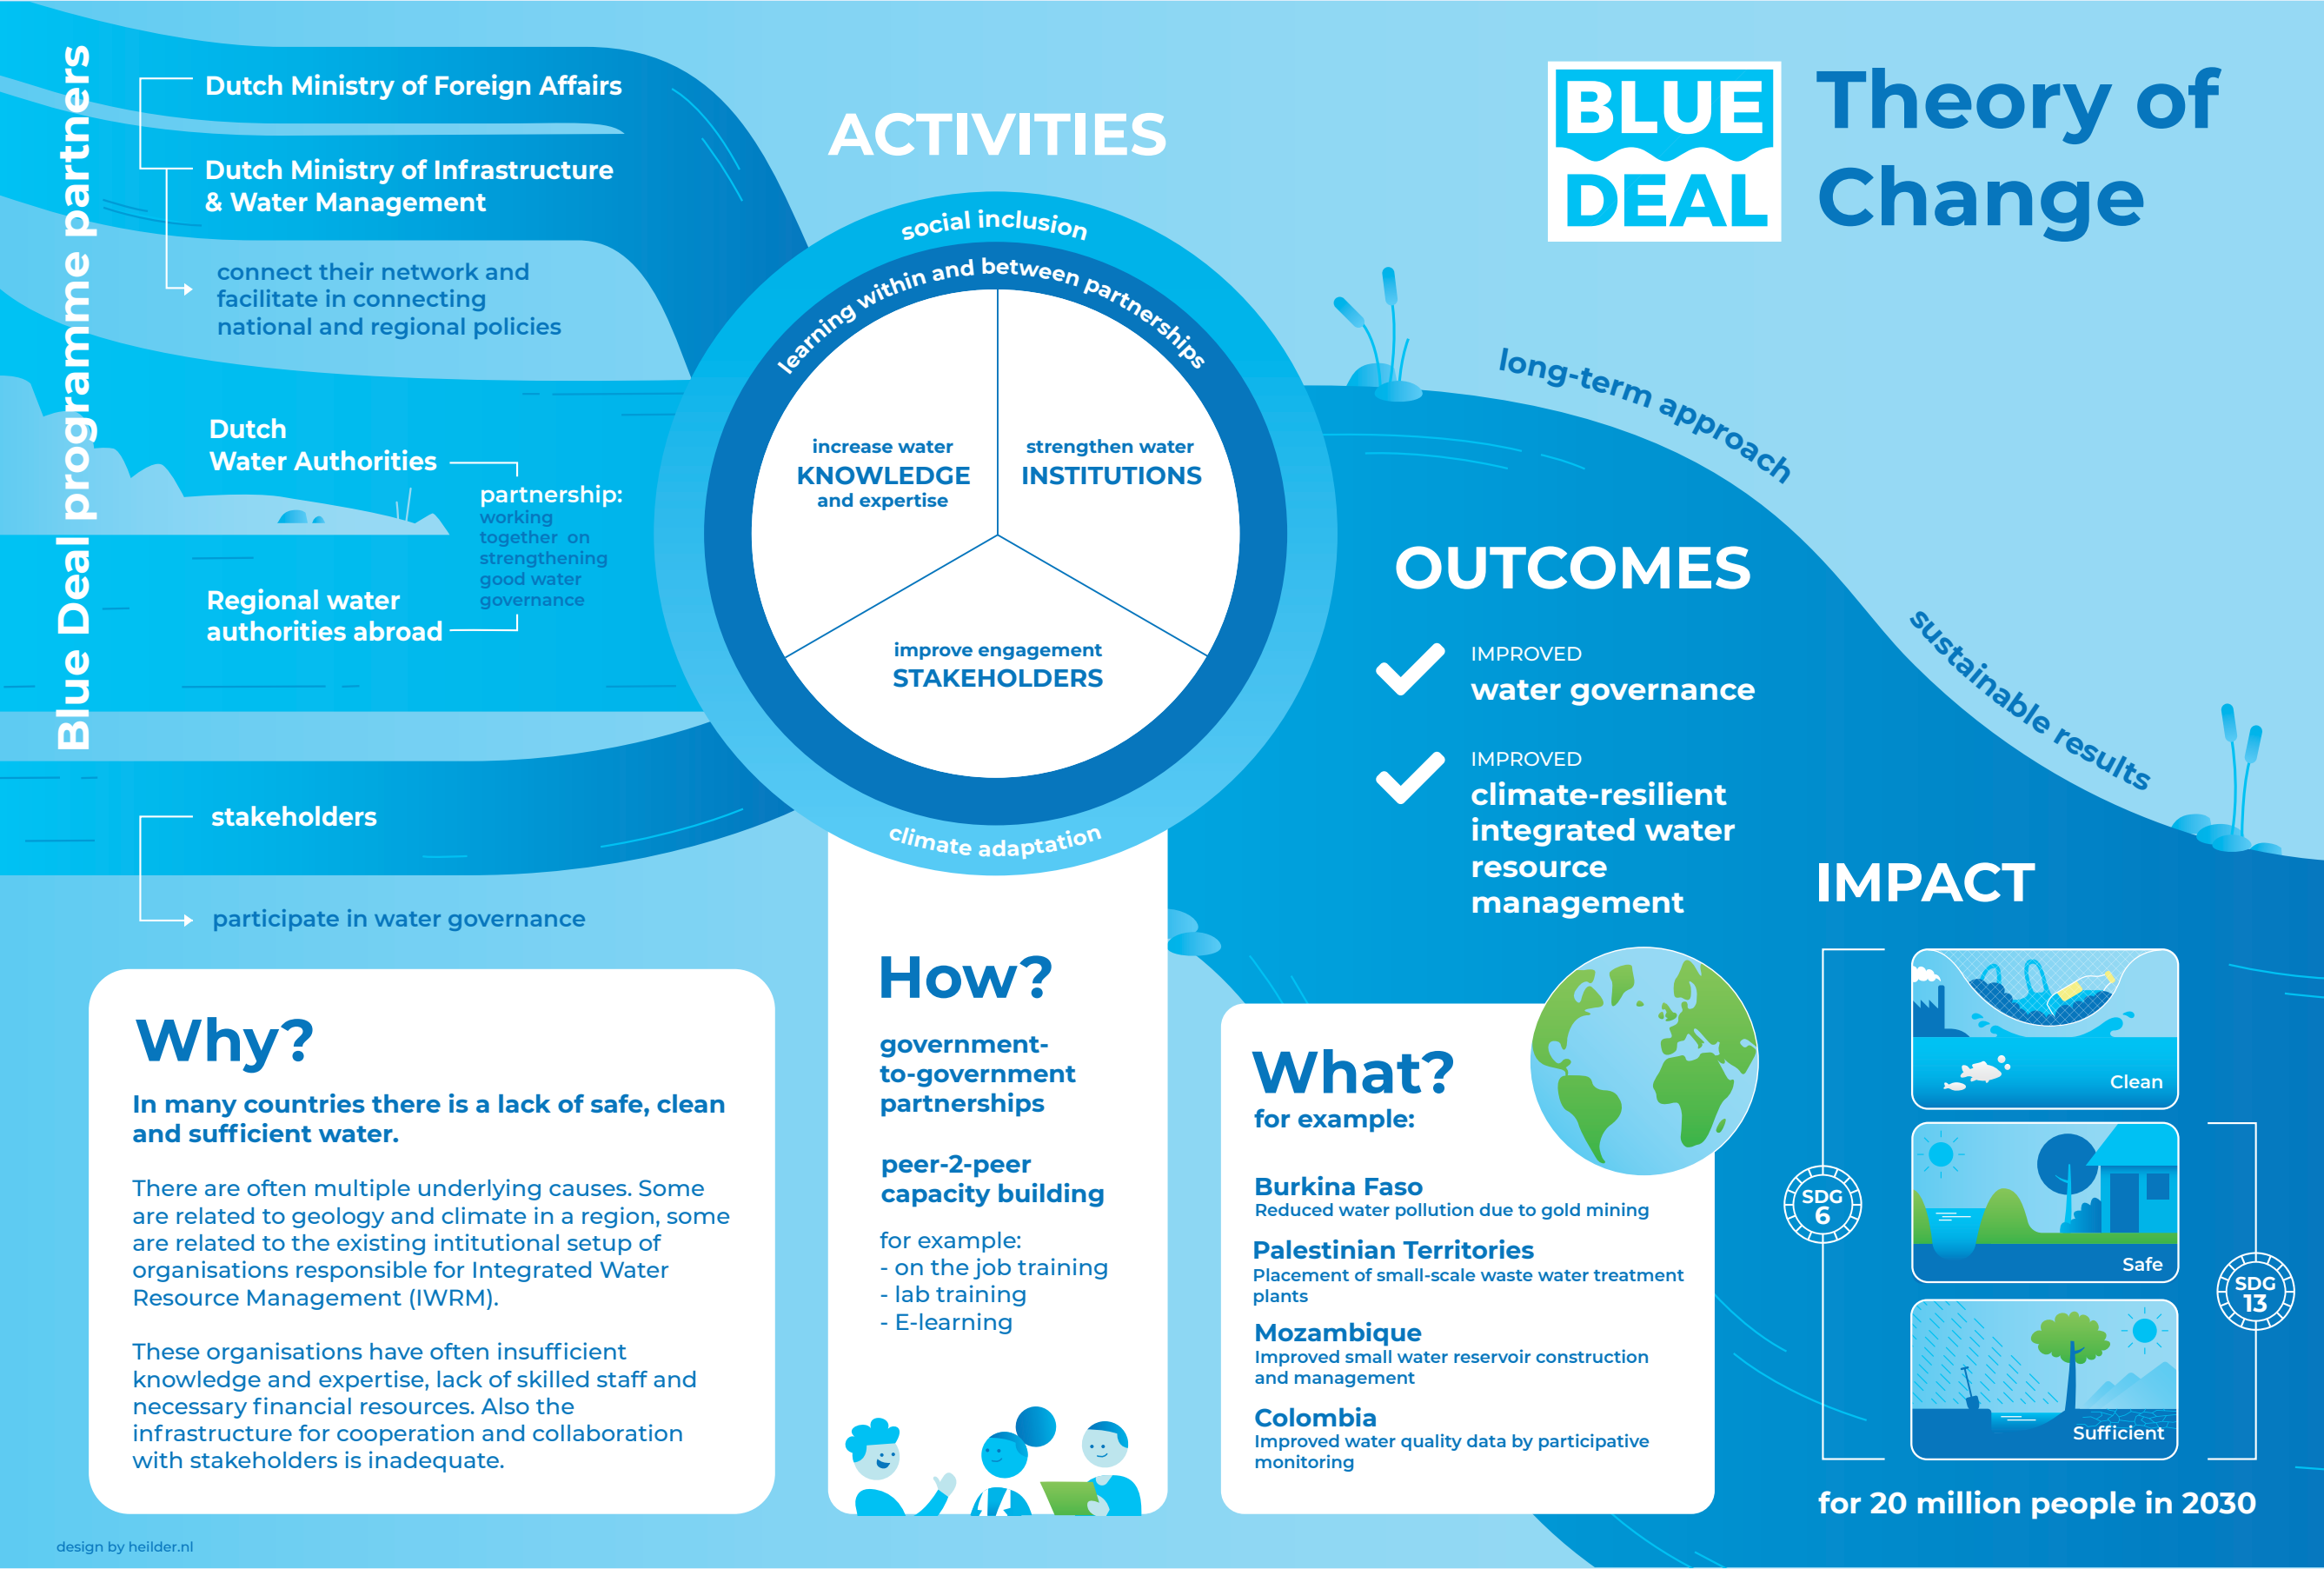 Blue Deal programme partners
Dutch Ministry of Foreign Affairs
Dutch Ministry of Infrastructure
& Water Management
connect their network and
facilitate in connecting
national and regional policies
Dutch
Water Authorities
partnership:
working
together on
strengthening
good water
governance
Regional water
authorities abroad
stakeholders
participate in water governance
ACTIVITIES
social inclusion
learning within and between partnerships
increase water
KNOWLEDGE
and expertise
strengthen water
INSTITUTIONS
improve engagement
STAKEHOLDERS
climate adaptation
BLUE
DEAL
Theory of
Change
long-term approach
sustainable results
OUTCOMES
IMPROVED
water governance
IMPROVED
climate-resilient
integrated water
resource
management
IMPACT
Clean
Safe
Sufficient
SDG
6
SDG
13
for 20 million people in 2030
Why?
In many countries there is a lack of safe, clean
and sufficient water.
There are often multiple underlying causes. Some
are related to geology and climate in a region, some
are related to the existing intitutional setup of
organisations responsible for Integrated Water
Resource Management (IWRM).
These organisations have often insufficient
knowledge and expertise, lack of skilled staff and
necessary financial resources. Also the
infrastructure for cooperation and collaboration
with stakeholders is inadequate.
How?
government-
to-government
partnerships
peer-2-peer
capacity building
for example:
- on the job training
- lab training
- E-learning
What?
for example:
Burkina Faso
Reduced water pollution due to gold mining
Palestinian Territories
Placement of small-scale waste water treatment
plants
Mozambique
Improved small water reservoir construction
and management
Colombia
Improved water quality data by participative
monitoring
design by heilder.nl